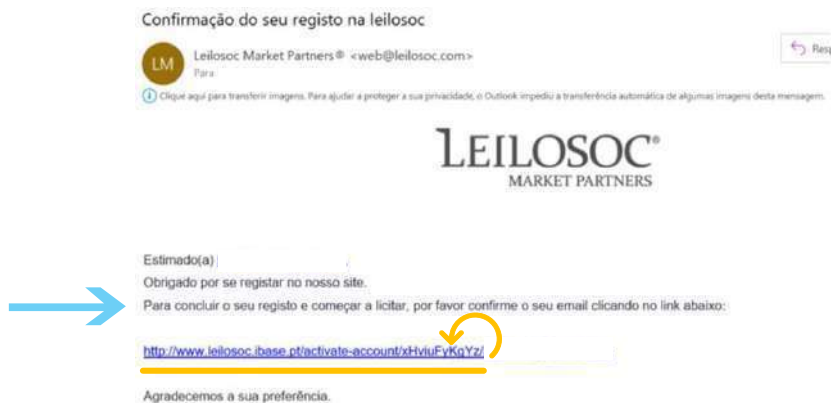 Confirmação do seu registo na leilosoc
LM
Leilosoc Market Partners® <web@leilosoc.com>
Resp
Para
Clique aqui para transferir imagens. Para ajudar a proteger a sua privacidade, o Outlook impediu a transferência automática de algumas imagens desta mensagem.
LEILOSOC®
MARKET PARTNERS
Estimado(a)
Obrigado por se registar no nosso site.
Para concluir o seu registo e começar a licitar, por favor confirme o seu email clicando no link abaixo:
http://www.leilosoc.ibase.pt/activate-account/xHviuFyKgYz/
Agradecemos a sua preferência.